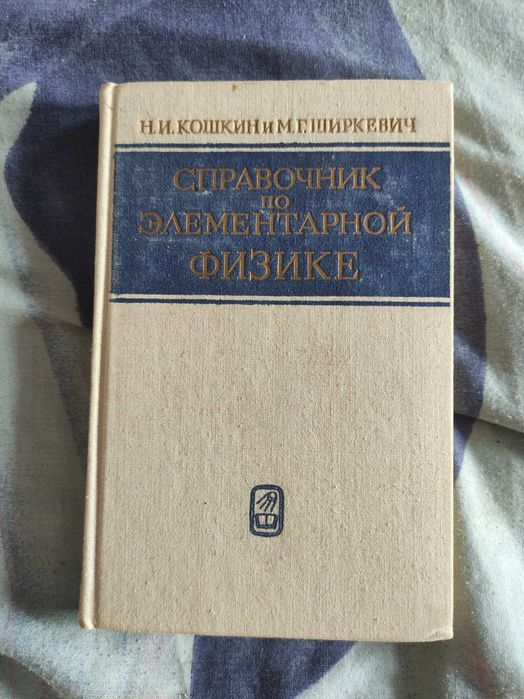 Н.И.КОШКИН и М.Г.ШИРКЕВИЧ
СПРАВОЧНИК
ПО
ЭЛЕМЕНТАРНОЙ
ФИЗИКЕ